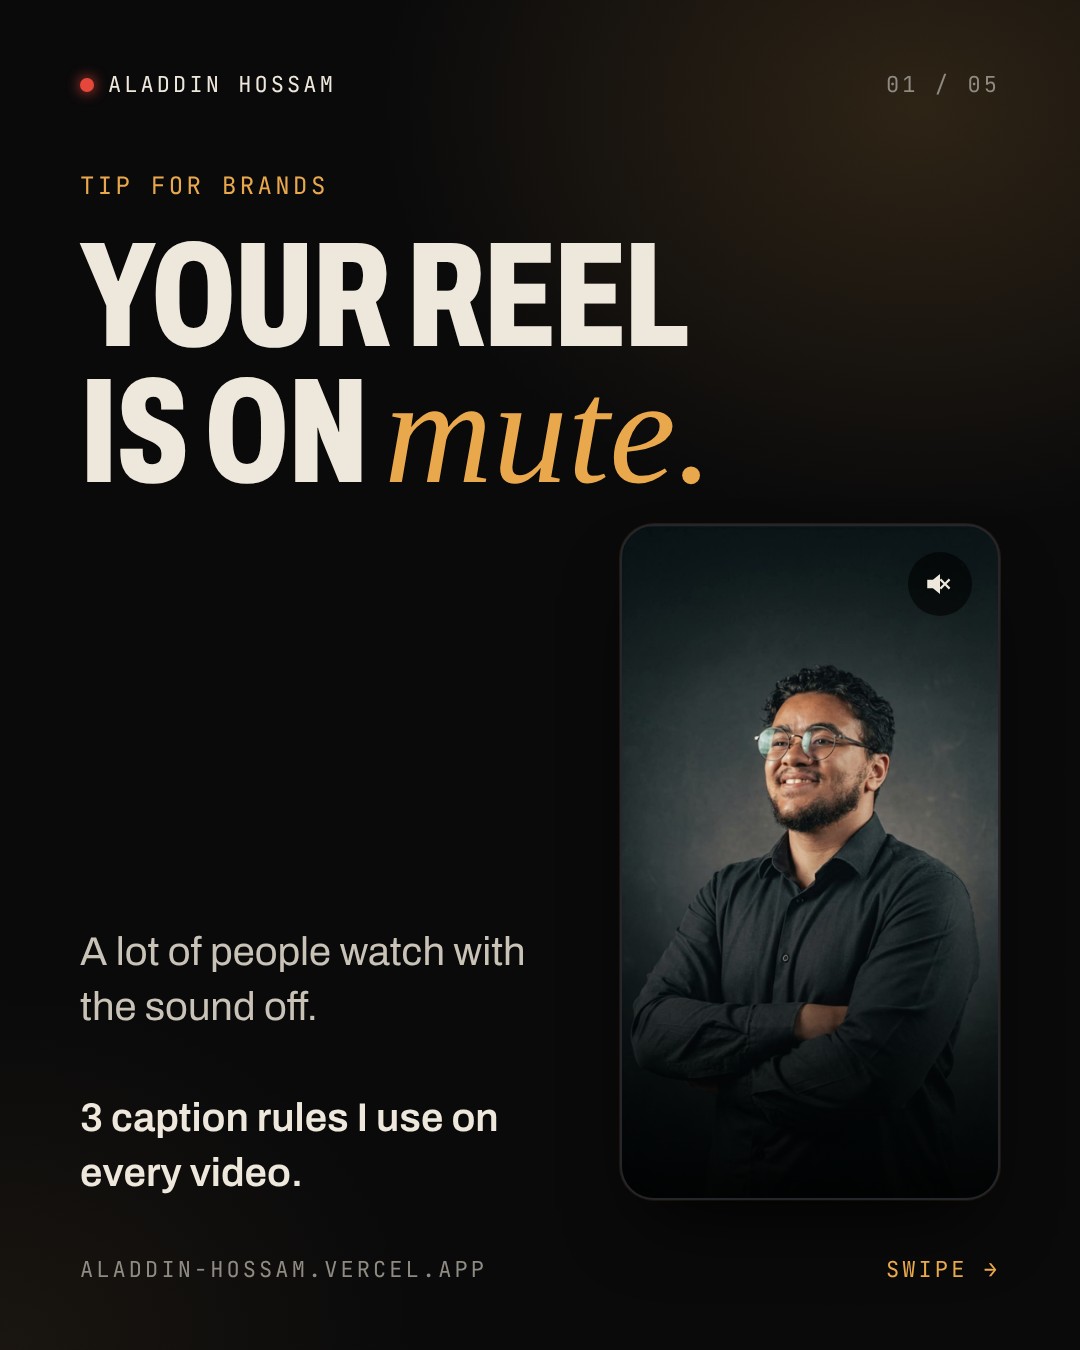 ALADDIN HOSSAM
01 / 05
TIP FOR BRANDS
YOUR REEL
IS ON mute.
A lot of people watch with
the sound off.
3 caption rules I use on
every video.
ALADDIN-HOSSAM.VERCEL.APP
SWIPE →